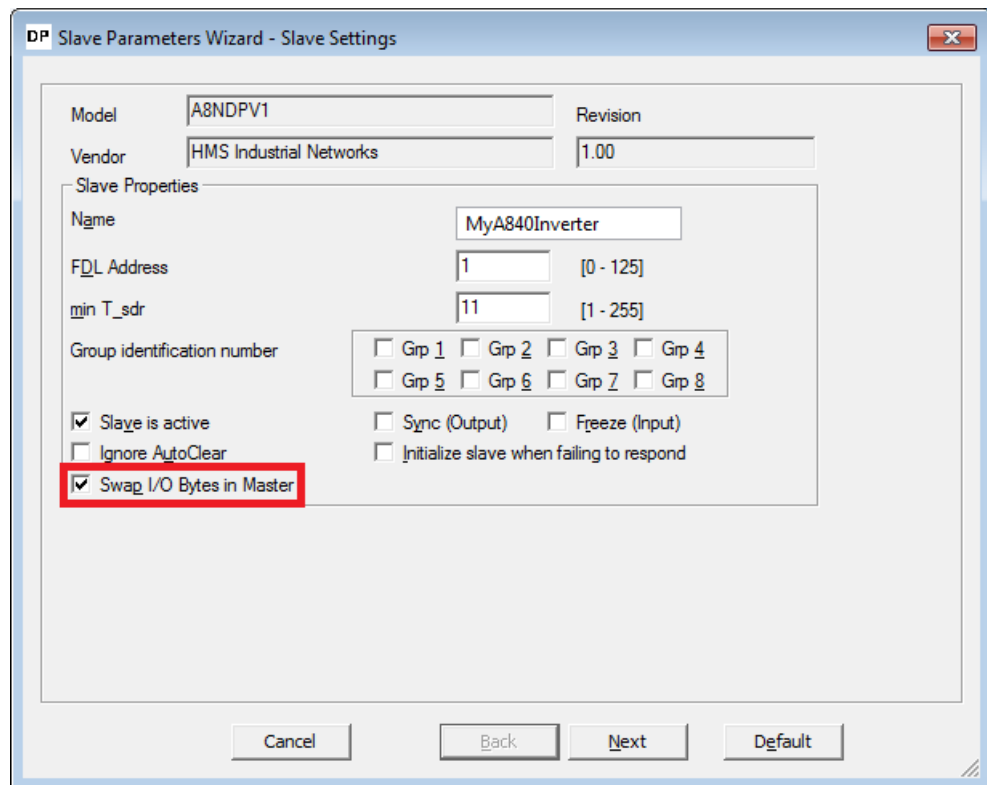 DP Slave Parameters Wizard - Slave Settings
Model A8NDPV1 Revision
Vendor HMS Industrial Networks 1.00
Slave Properties
Name MyA840Inverter
FDL Address 1 [0 - 125]
min T_sdr 11 [1 - 255]
Group identification number Grp 1 Grp 2 Grp 3 Grp 4
Grp 5 Grp 6 Grp 7 Grp 8
Slave is active Sync (Output) Freeze (Input)
Ignore AutoClear Initialize slave when failing to respond
Swap I/O Bytes in Master
Cancel Back Next Default